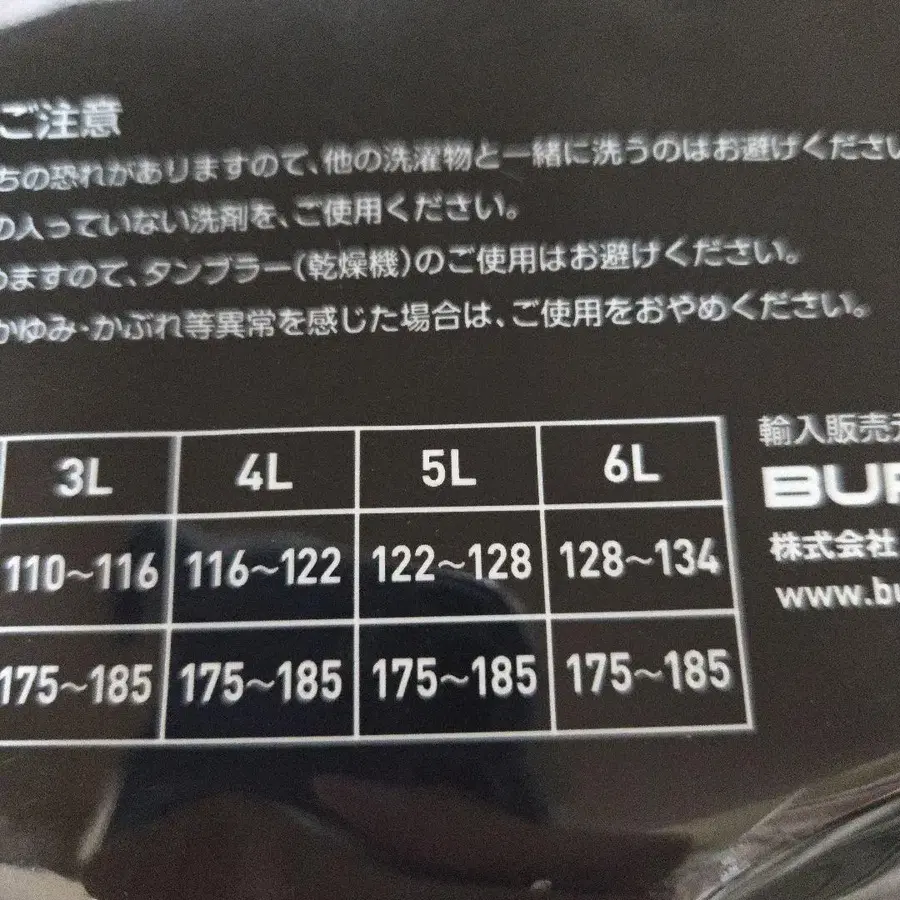 ご注意
ちの恐れがありますので、他の洗濯物と一緒に洗うのはお避けください
の入っていない洗剤を、ご使用ください。
めますので、タンブラー(乾燥機)のご使用はお避けください。
かゆみ・かぶれ等異常を感じた場合は、ご使用をおやめください。
3L 4L 5L 6L
110~116 116~122 122~128 128~134
175~185 175~185 175~185 175~185
輸入販売元
BUR
株式会社
www.bu